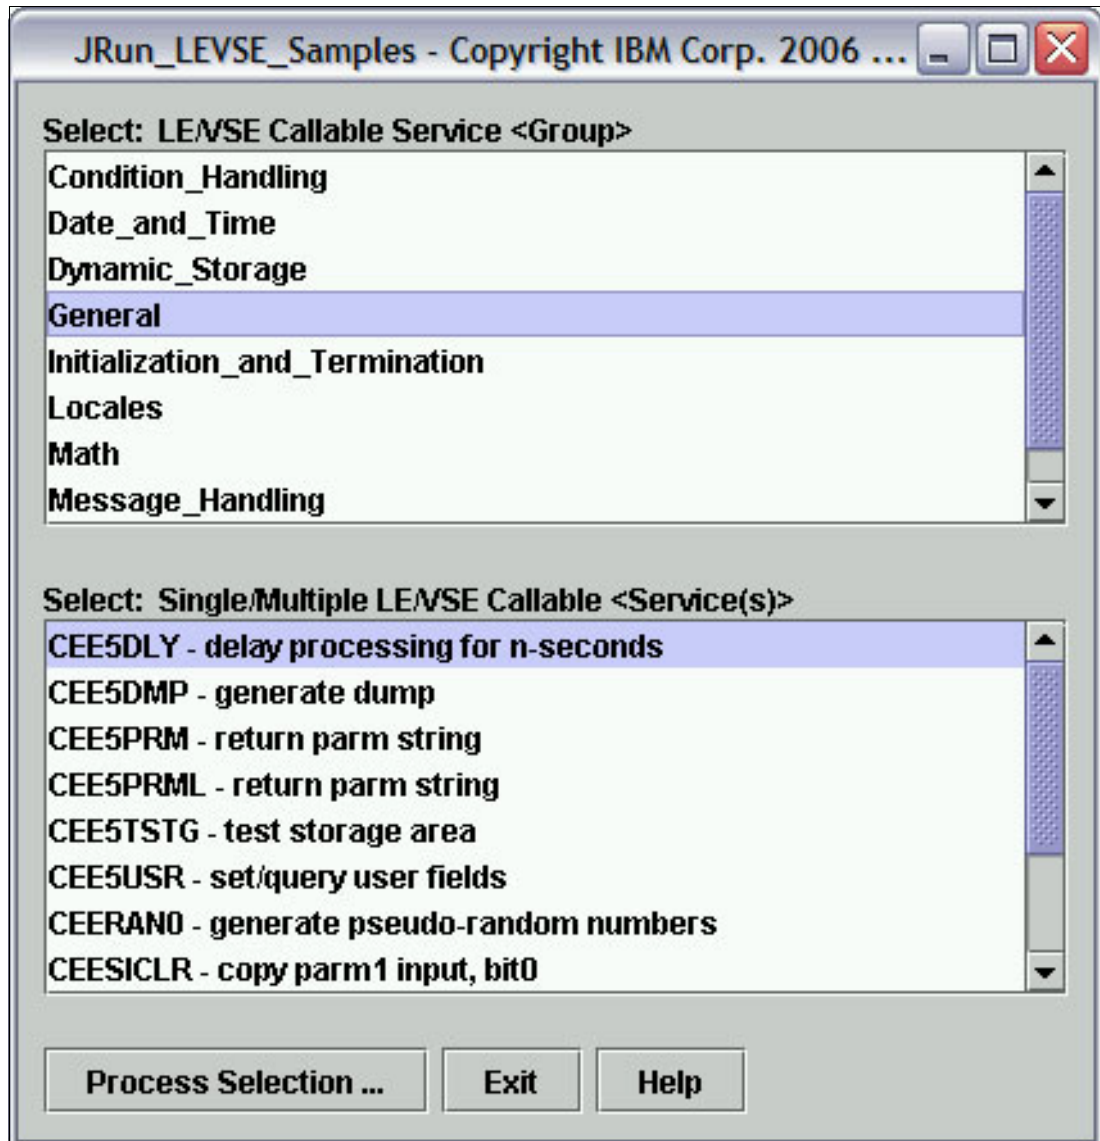 JRun_LEVSE_Samples - Copyright IBM Corp. 2006 ...
Select: LE/VSE Callable Service <Group>
Condition_Handling
Date_and_Time
Dynamic_Storage
General
Initialization_and_Termination
Locales
Math
Message_Handling
Select: Single/Multiple LE/VSE Callable <Service(s)>
CEE5DLY - delay processing for n-seconds
CEE5DMP - generate dump
CEE5PRM - return parm string
CEE5PRML - return parm string
CEE5TSTG - test storage area
CEE5USR - set/query user fields
CEERAN0 - generate pseudo-random numbers
CEESICLR - copy parm1 input, bit0
Process Selection ... Exit Help